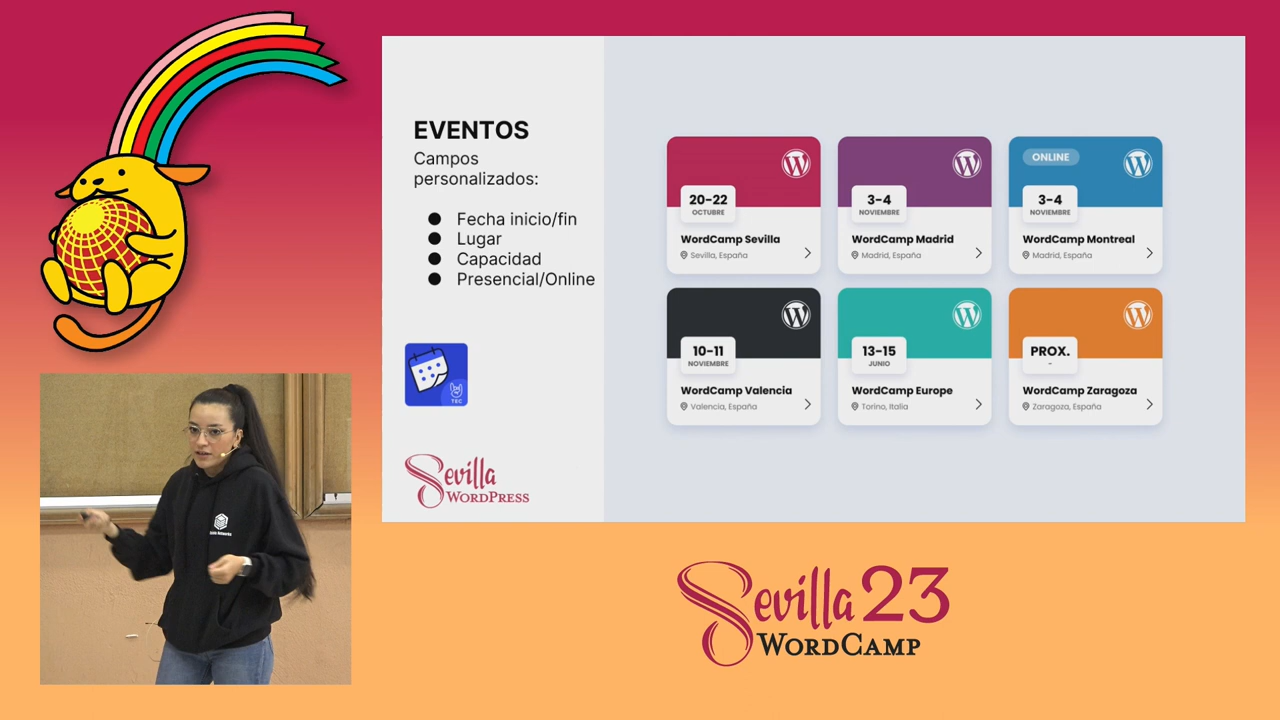 EVENTOS
Campos
personalizados:
Fecha inicio/fin
Lugar
Capacidad
Presencial/Online
TEC
Sevilla
WORDPRESS
20-22
OCTUBRE
WordCamp Sevilla
Sevilla, España
3-4
NOVIEMBRE
WordCamp Madrid
Madrid, España
ONLINE
3-4
NOVIEMBRE
WordCamp Montreal
Madrid, España
10-11
NOVIEMBRE
WordCamp Valencia
Valencia, España
13-15
JUNIO
WordCamp Europe
Torino, Italia
PROX.
-
WordCamp Zaragoza
Zaragoza, España
Sevilla 23
WORDCAMP